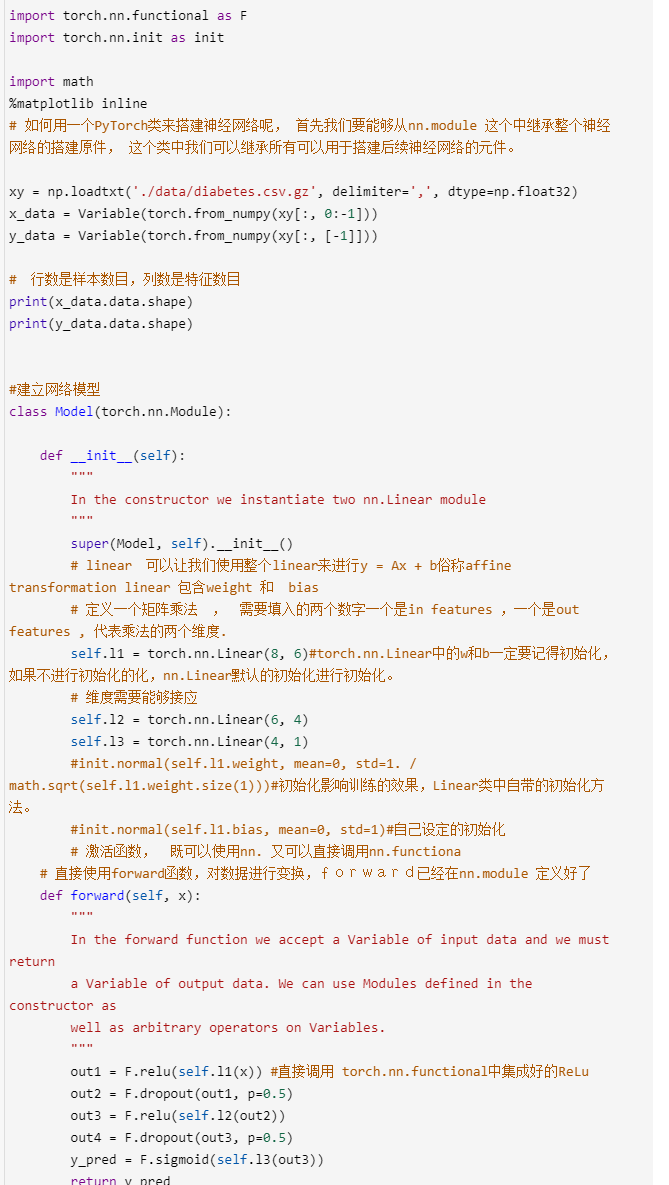 import torch.nn.functional as F
import torch.nn.init as init
import math
%matplotlib inline
# 如何用一个PyTorch类来搭建神经网络呢， 首先我们要能够从nn.module 这个中继承整个神经
网络的搭建原件， 这个类中我们可以继承所有可以用于搭建后续神经网络的元件。
xy = np.loadtxt('./data/diabetes.csv.gz', delimiter=',', dtype=np.float32)
x_data = Variable(torch.from_numpy(xy[:, 0:-1]))
y_data = Variable(torch.from_numpy(xy[:, [-1]]))
#　行数是样本数目，列数是特征数目
print(x_data.data.shape)
print(y_data.data.shape)
#建立网络模型
class Model(torch.nn.Module):
    def __init__(self):
        """
        In the constructor we instantiate two nn.Linear module
        """
        super(Model, self).__init__()
        # linear　可以让我们使用整个linear来进行y = Ax + b俗称affine
transformation linear 包含weight 和　bias
        # 定义一个矩阵乘法　，　需要填入的两个数字一个是in features ，一个是out
features , 代表乘法的两个维度.
        self.l1 = torch.nn.Linear(8, 6)#torch.nn.Linear中的w和b一定要记得初始化，
如果不进行初始化的化，nn.Linear默认的初始化进行初始化。
        # 维度需要能够接应
        self.l2 = torch.nn.Linear(6, 4)
        self.l3 = torch.nn.Linear(4, 1)
        #init.normal(self.l1.weight, mean=0, std=1. /
math.sqrt(self.l1.weight.size(1)))#初始化影响训练的效果，Linear类中自带的初始化方
法。
        #init.normal(self.l1.bias, mean=0, std=1)#自己设定的初始化
        # 激活函数，　既可以使用nn. 又可以直接调用nn.functiona
    # 直接使用forward函数，对数据进行变换，ｆｏｒｗａｒｄ已经在nn.module 定义好了
    def forward(self, x):
        """
        In the forward function we accept a Variable of input data and we must
return
        a Variable of output data. We can use Modules defined in the
constructor as
        well as arbitrary operators on Variables.
        """
        out1 = F.relu(self.l1(x)) #直接调用 torch.nn.functional中集成好的ReLu
        out2 = F.dropout(out1, p=0.5)
        out3 = F.relu(self.l2(out2))
        out4 = F.dropout(out3, p=0.5)
        y_pred = F.sigmoid(self.l3(out3))
        return y_pred